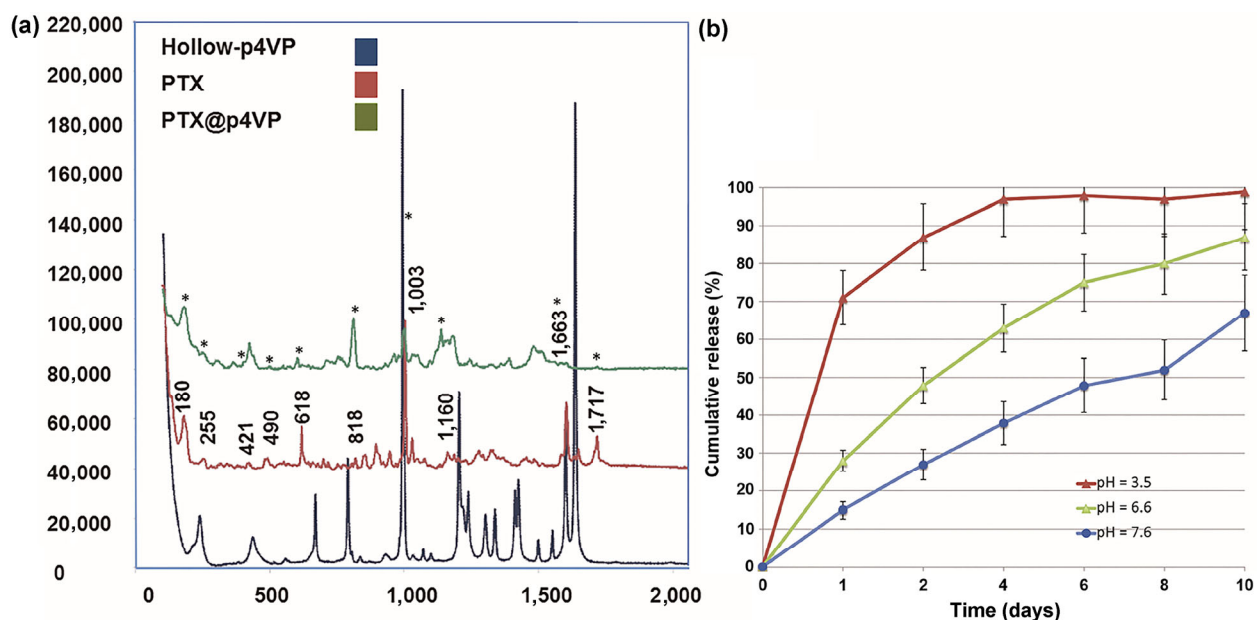 (a)
220,000
200,000
180,000
160,000
140,000
120,000
100,000
80,000
60,000
40,000
20,000
0
Hollow-p4VP
PTX
PTX@p4VP
* * * * * * * 1,003 * * 1,663 * *
180 255 421 490 618 818 1,160 1,717
0 500 1,000 1,500 2,000
(b)
Cumulative release (%)
100
90
80
70
60
50
40
30
20
10
0
pH = 3.5
pH = 6.6
pH = 7.6
0 1 2 4 6 8 10
Time (days)